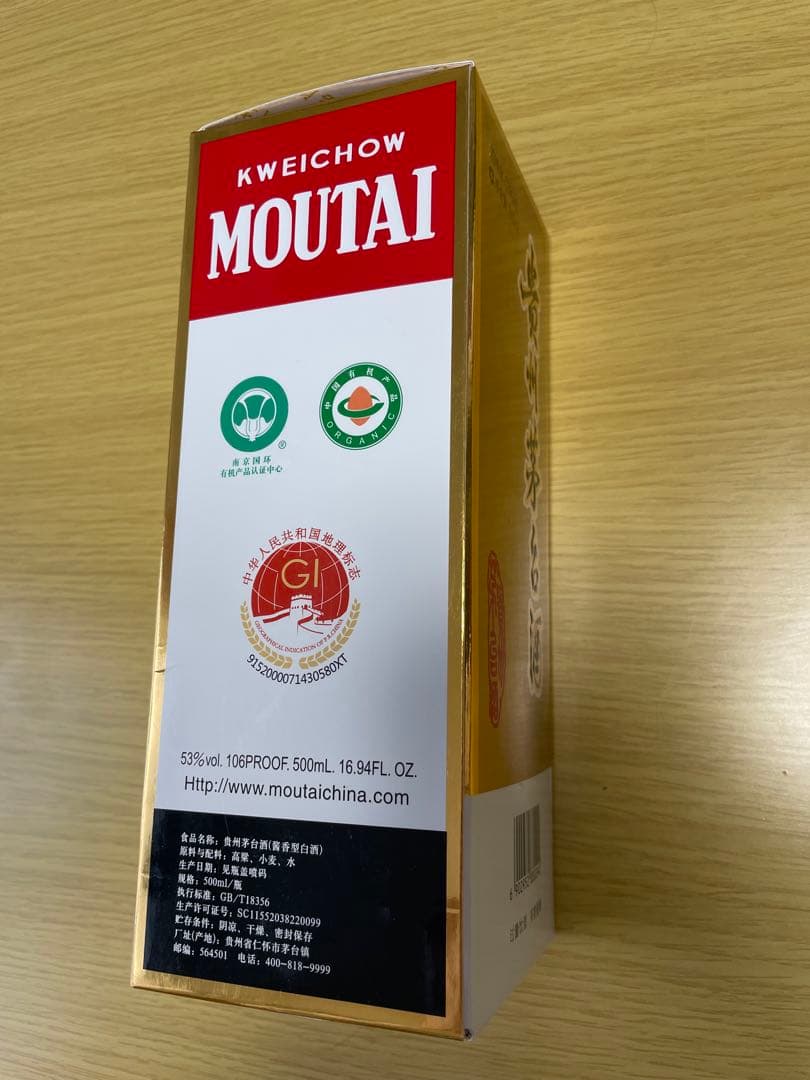 KWEICHOW
MOUTAI
中国有机产品
ORGANIC
®
南京国环
有机产品认证中心
中华人民共和国地理标志
GI
GEOGRAPHICAL INDICATION OF P.R.CHINA
9152000071430580XT
53%vol. 106PROOF. 500mL. 16.94FL. OZ.
Http://www.moutaichina.com
食品名称：贵州茅台酒(酱香型白酒)
原料与配料：高粱、小麦、水
生产日期：见瓶盖喷码
规格：500ml/瓶
执行标准：GB/T18356
生产许可证号：SC11552038220099
贮存条件：阴凉、干燥、密封保存
厂址(产地)：贵州省仁怀市茅台镇
邮编：564501 电话：400-818-9999
贵州茅台酒